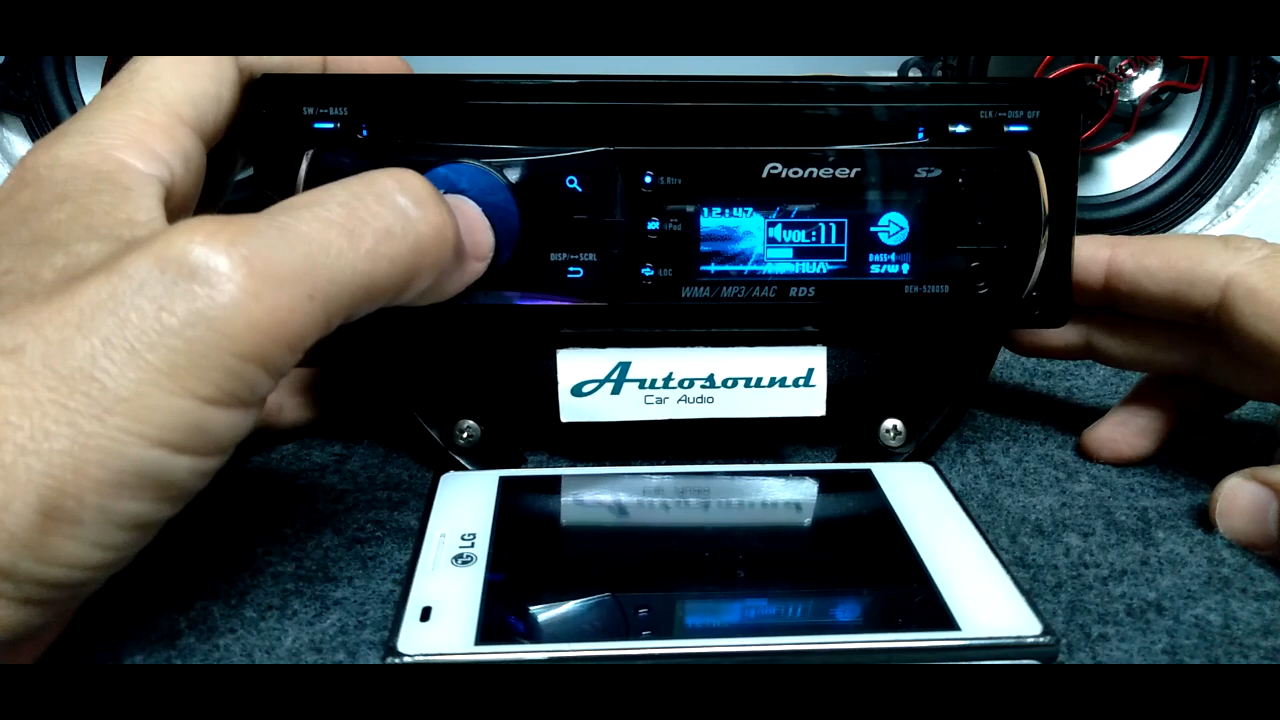 SW/↔BASS
CLK/↔DISP OFF
Pioneer
SD
S.Rtrv
12:47
VOL:11
iPod
BASS
S/W
DISP/↔SCRL
LOC
WMA/MP3/AAC RDS
DEH-5280SD
Autosound
Car Audio
LG